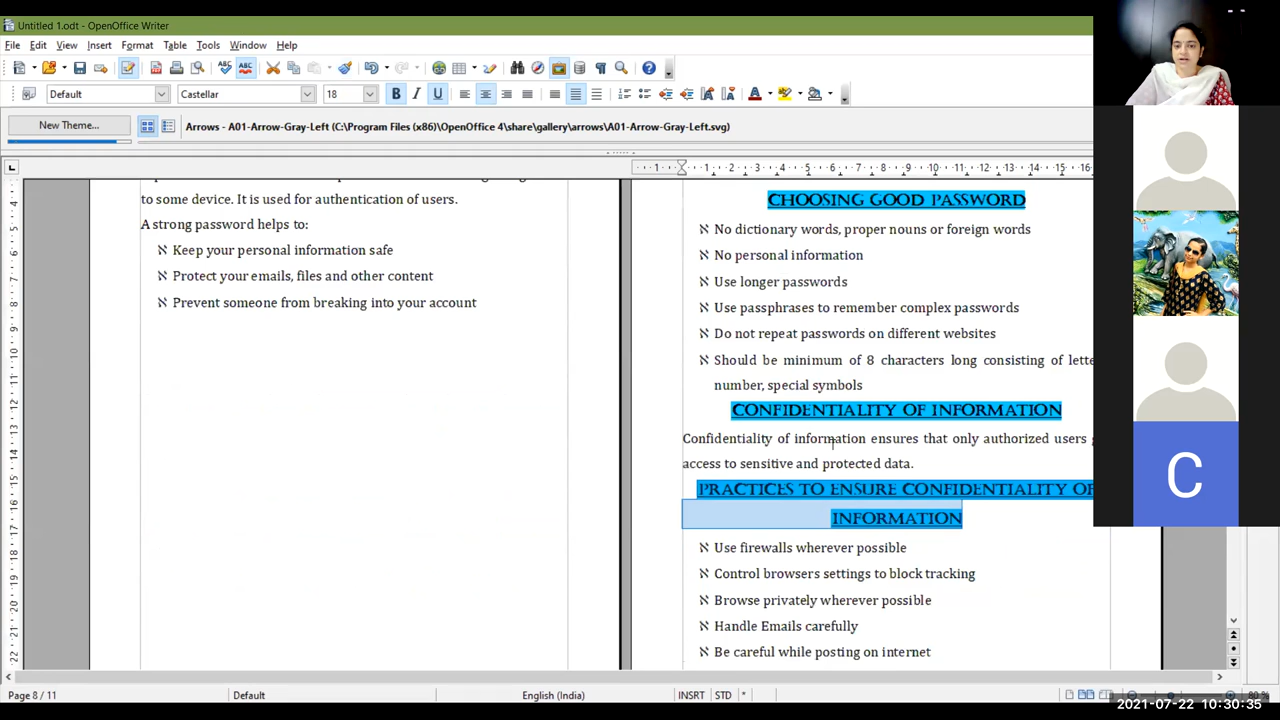 Untitled 1.odt - OpenOffice Writer
File Edit View Insert Format Table Tools Window Help
Default Castellar 18 B I U
New Theme... Arrows - A01-Arrow-Gray-Left (C:\Program Files (x86)\OpenOffice 4\share\gallery\arrows\A01-Arrow-Gray-Left.svg)
to some device. It is used for authentication of users.
A strong password helps to:
Keep your personal information safe
Protect your emails, files and other content
Prevent someone from breaking into your account
CHOOSING GOOD PASSWORD
No dictionary words, proper nouns or foreign words
No personal information
Use longer passwords
Use passphrases to remember complex passwords
Do not repeat passwords on different websites
Should be minimum of 8 characters long consisting of lette
number, special symbols
CONFIDENTIALITY OF INFORMATION
Confidentiality of information ensures that only authorized users
access to sensitive and protected data.
PRACTICES TO ENSURE CONFIDENTIALITY OF
INFORMATION
Use firewalls wherever possible
Control browsers settings to block tracking
Browse privately wherever possible
Handle Emails carefully
Be careful while posting on internet
C
Page 8 / 11 Default English (India) INSRT STD * 80 %
2021-07-22 10:30:35